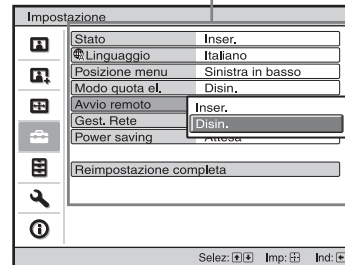 Impostazione
Stato Inser.
Linguaggio Italiano
Posizione menu Sinistra in basso
Modo quota el. Disin.
Avvio remoto Inser.
Gest. Rete Disin.
Power saving Attesa
Reimpostazione completa
Selez: Imp: Ind: